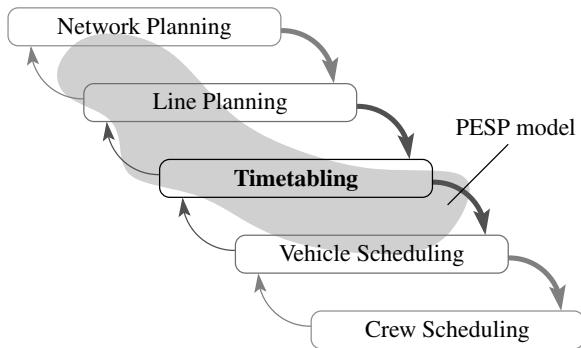 Network Planning
Line Planning
PESP model
Timetabling
Vehicle Scheduling
Crew Scheduling